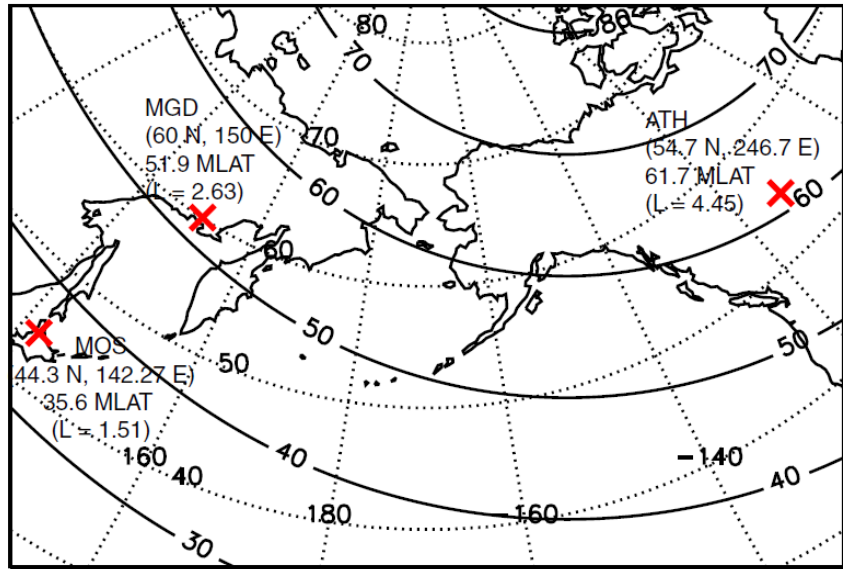 80
80
70
70
MGD
(60 N, 150 E)
51.9 MLAT
(L = 2.63)
70
ATH
(54.7 N, 246.7 E)
61.7 MLAT
(L = 4.45)
60
60
60
50
50
50
MOS
44.3 N, 142.27 E)
35.6 MLAT
(L = 1.51)
160
40
40
-140
40
180
-160
30